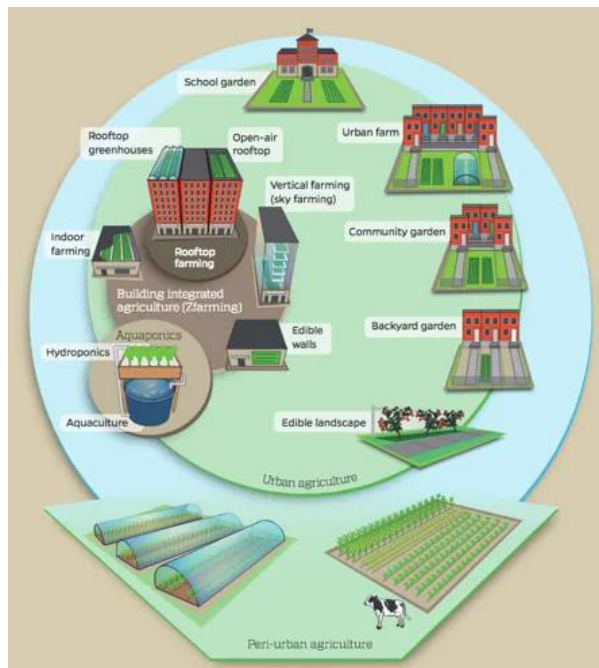 School garden
Rooftop
greenhouses
Open-air
rooftop
Urban farm
Vertical farming
(sky farming)
Indoor
farming
Rooftop
farming
Community garden
Building integrated
agriculture (Zfarming)
Aquaponics
Hydroponics
Edible
walls
Backyard garden
Aquaculture
Edible landscape
Urban agriculture
Peri-urban agriculture